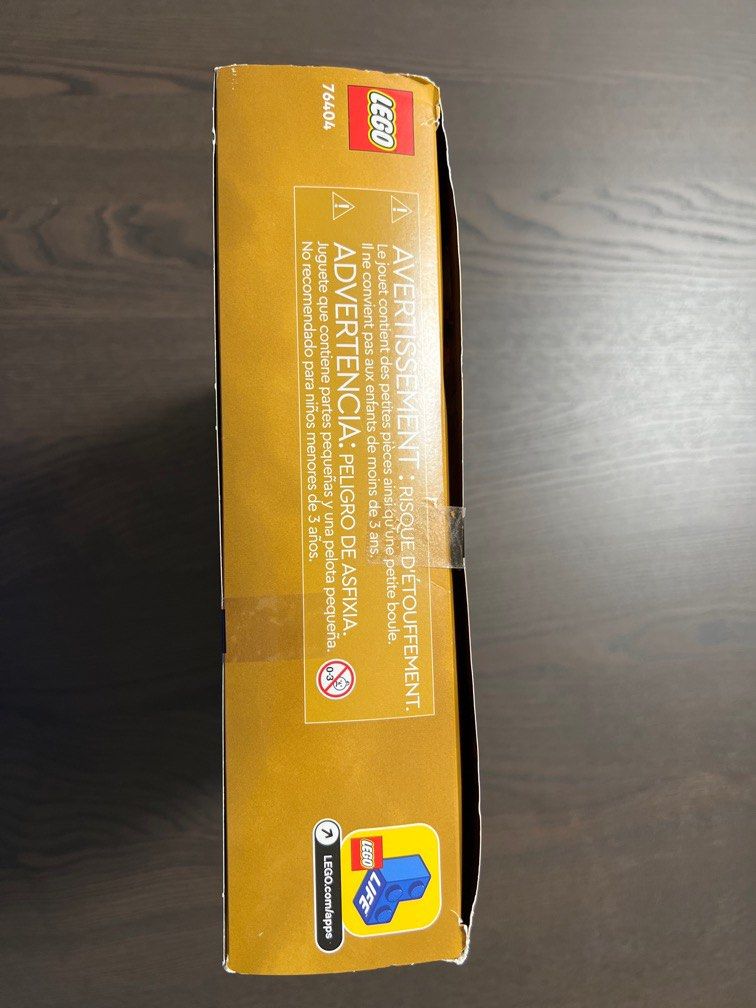 LEGO
76404
AVERTISSEMENT : RISQUE D'ÉTOUFFEMENT.
Le jouet contient des petites pièces ainsi qu'une petite boule.
Il ne convient pas aux enfants de moins de 3 ans.
ADVERTENCIA: PELIGRO DE ASFIXIA.
Juguete que contiene partes pequeñas y una pelota pequeña.
No recomendado para niños menores de 3 años.
0-3
LEGO
LIFE
LEGO.com/apps